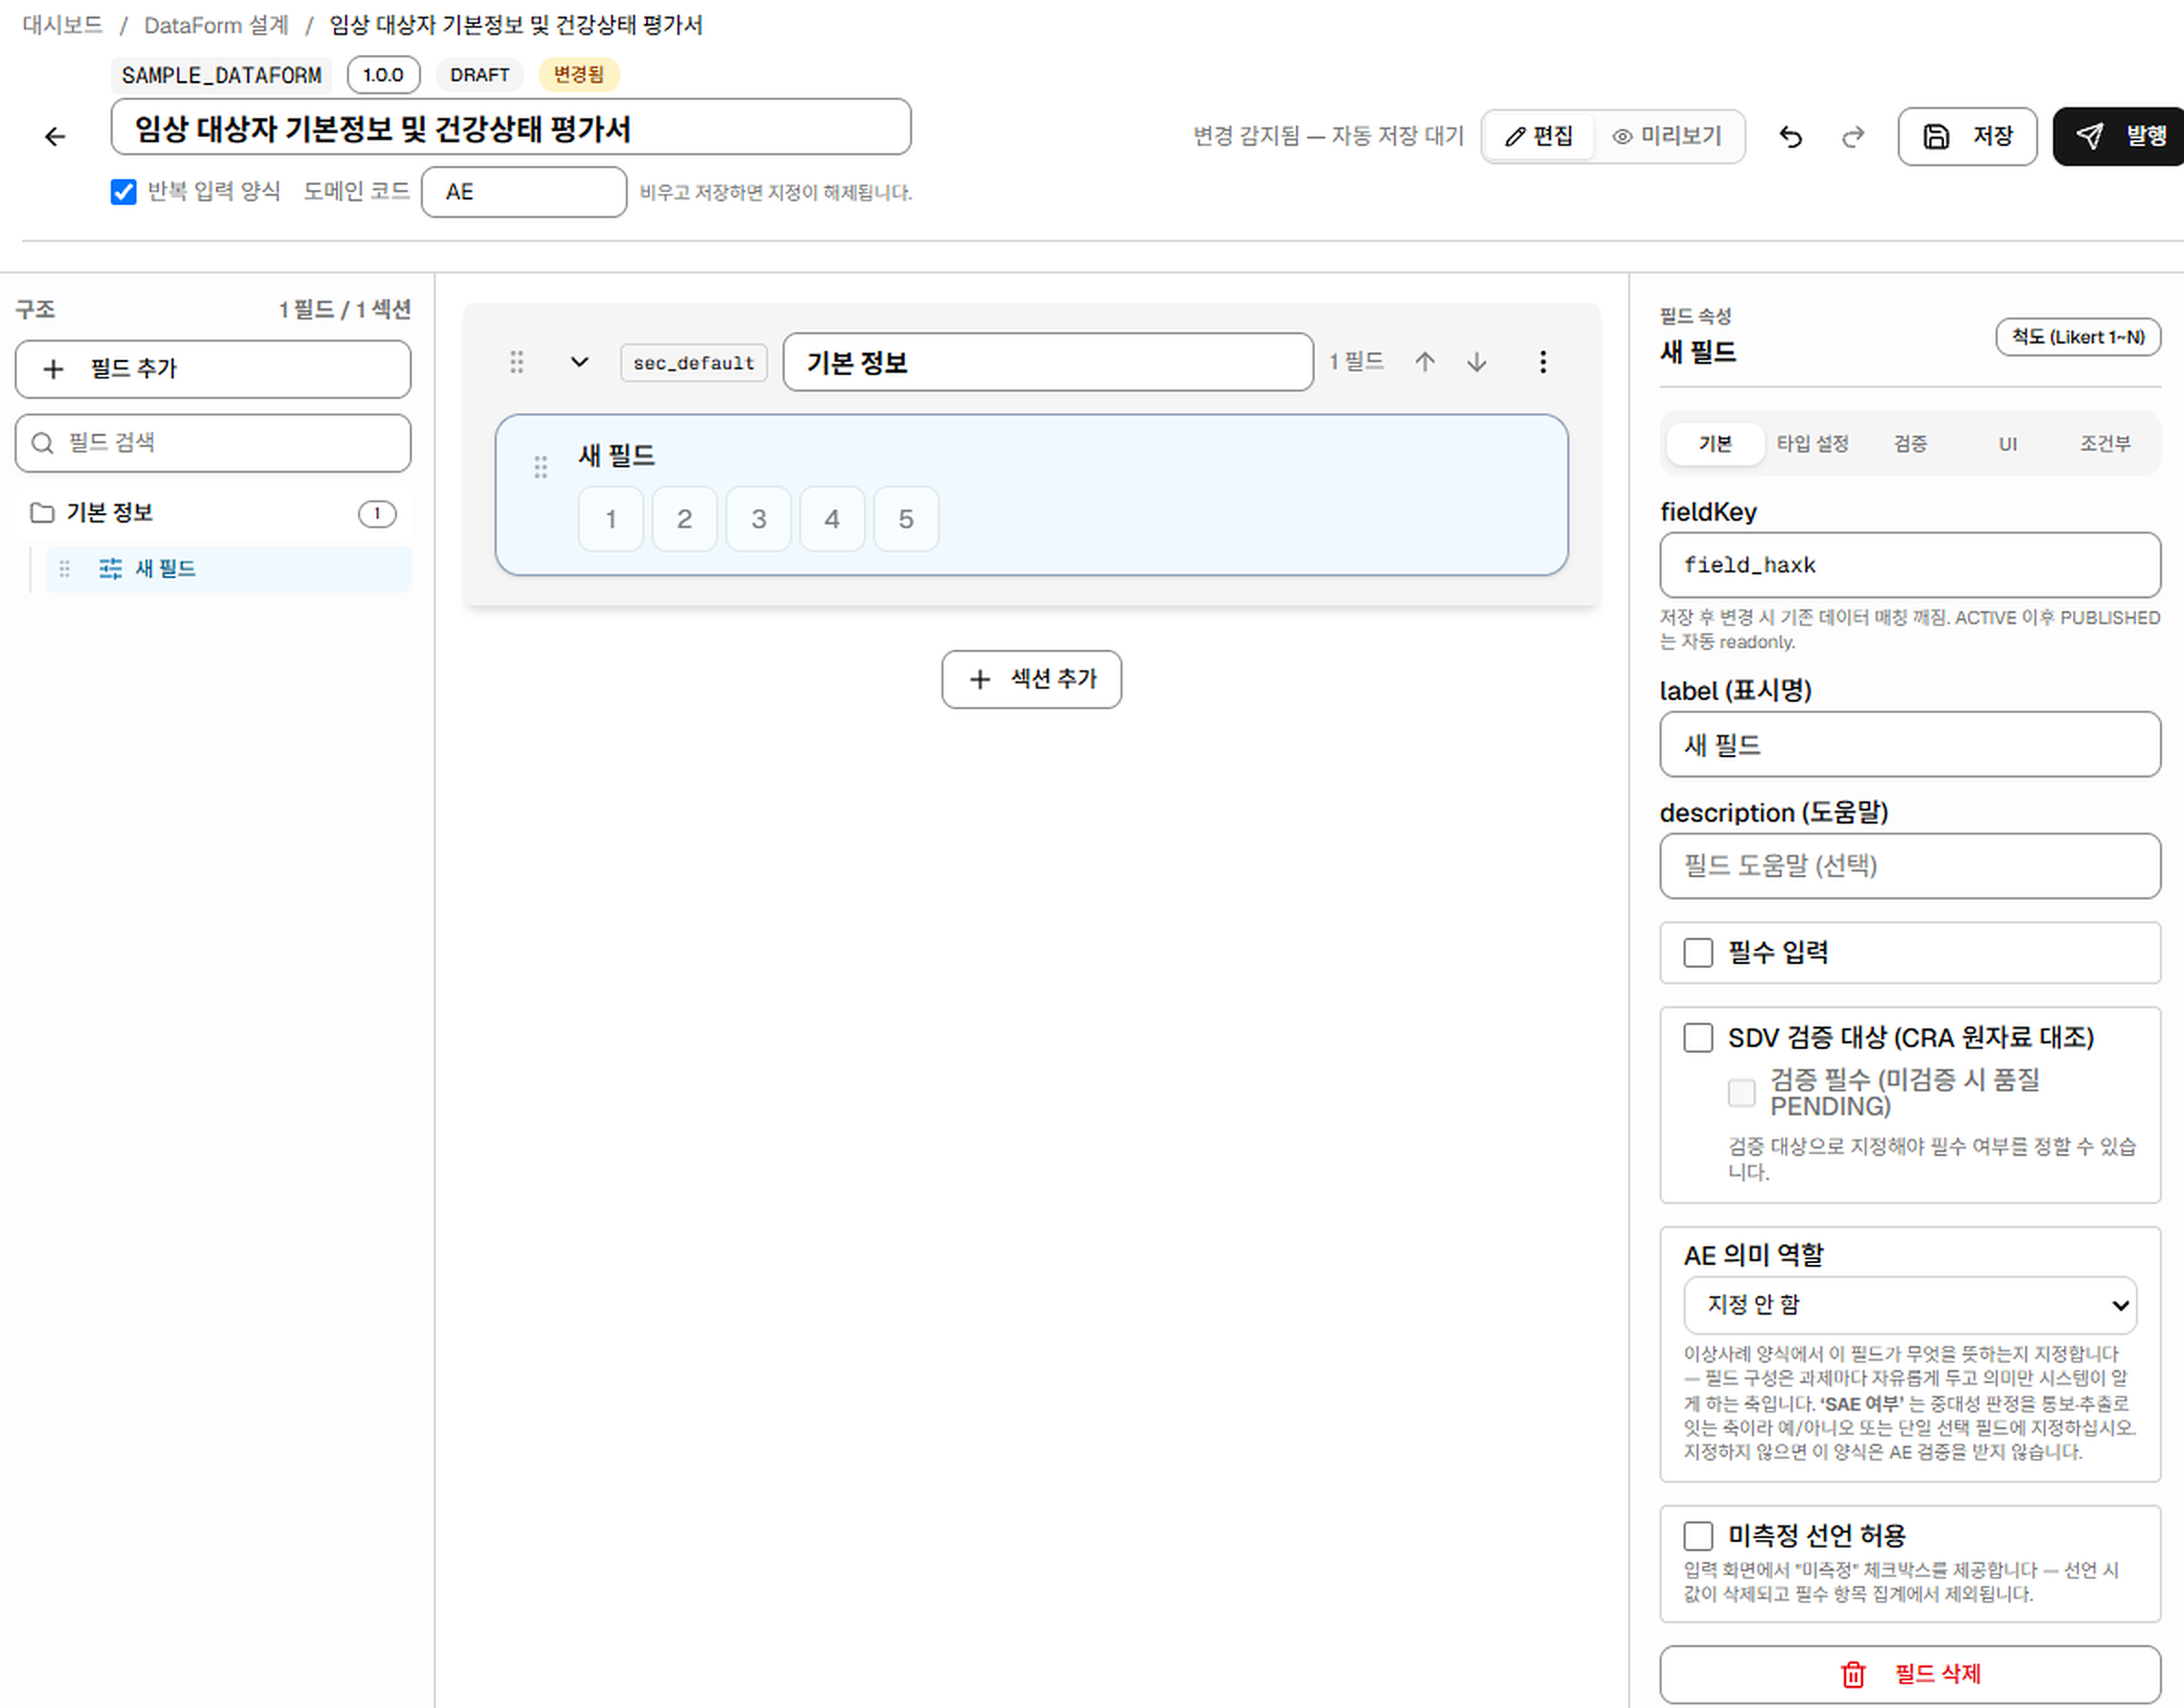 대시보드 / DataForm 설계 / 임상 대상자 기본정보 및 건강상태 평가서
SAMPLE_DATAFORM 1.0.0 DRAFT 변경됨
임상 대상자 기본정보 및 건강상태 평가서
변경 감지됨 — 자동 저장 대기 편집 미리보기 저장 발행
반복 입력 양식 도메인 코드 AE 비우고 저장하면 지정이 해제됩니다.
구조 1 필드 / 1 섹션
필드 추가
필드 검색
기본 정보 1
새 필드
sec_default 기본 정보 1 필드
새 필드
1 2 3 4 5
섹션 추가
필드 속성
새 필드
척도 (Likert 1~N)
기본 타입 설정 검증 UI 조건부
fieldKey
field_haxk
저장 후 변경 시 기존 데이터 매칭 깨짐. ACTIVE 이후 PUBLISHED
는 자동 readonly.
label (표시명)
새 필드
description (도움말)
필드 도움말 (선택)
필수 입력
SDV 검증 대상 (CRA 원자료 대조)
검증 필수 (미검증 시 품질
PENDING)
검증 대상으로 지정해야 필수 여부를 정할 수 있습
니다.
AE 의미 역할
지정 안 함
이상사례 양식에서 이 필드가 무엇을 뜻하는지 지정합니다
— 필드 구성은 과제마다 자유롭게 두고 의미만 시스템이 알
게 하는 축입니다. ‘SAE 여부’ 는 중대성 판정을 통보·추출로
잇는 축이라 예/아니오 또는 단일 선택 필드에 지정하십시오.
지정하지 않으면 이 양식은 AE 검증을 받지 않습니다.
미측정 선언 허용
입력 화면에서 "미측정" 체크박스를 제공합니다 — 선언 시
값이 삭제되고 필수 항목 집계에서 제외됩니다.
필드 삭제